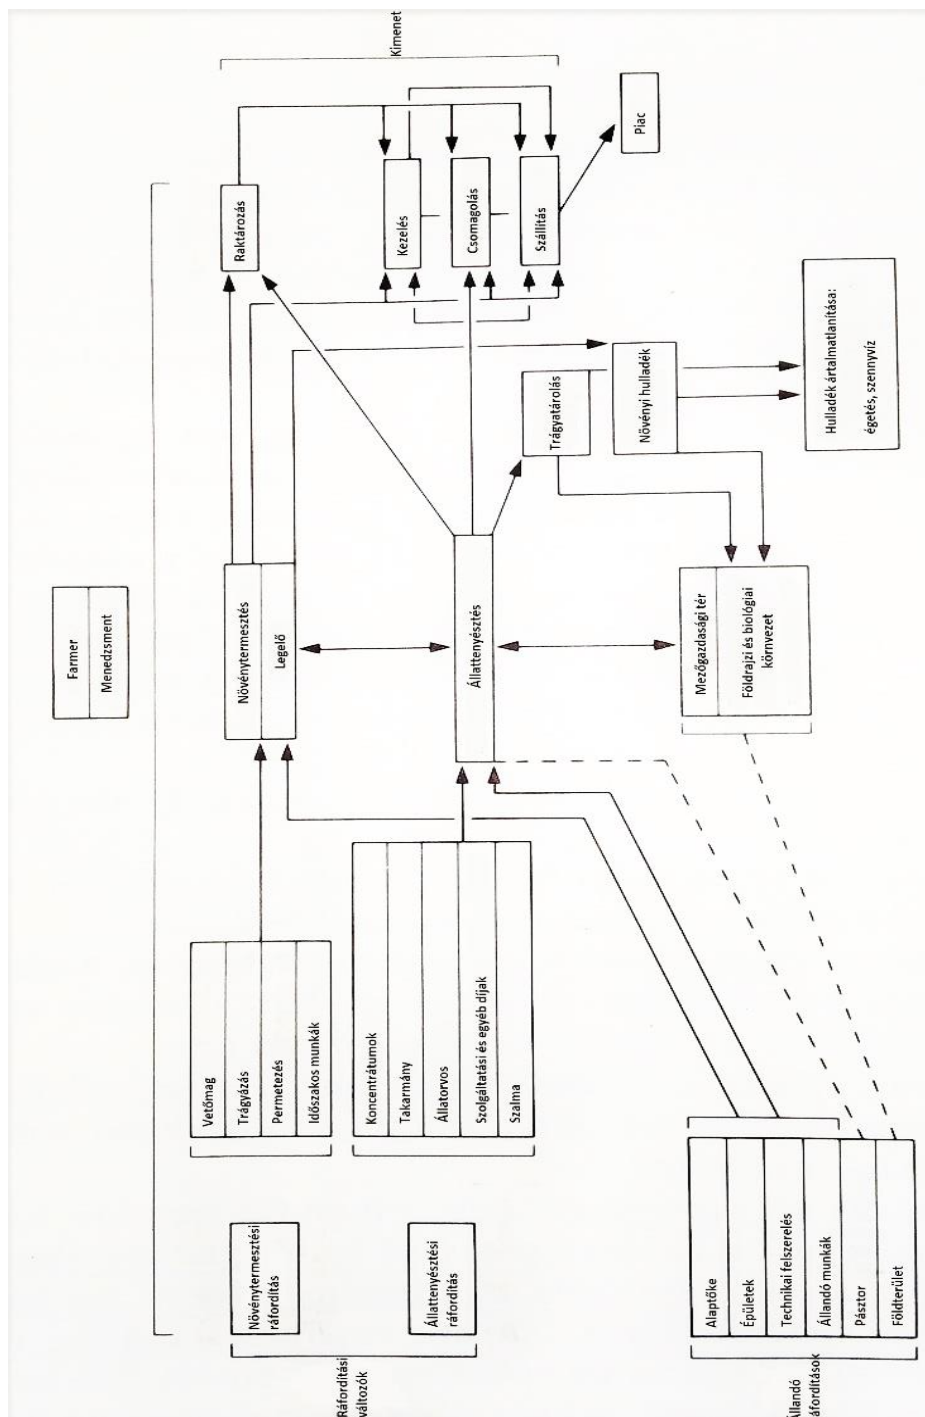 Farmer
Menedzsment
Ráfordítási
változók
Növénytermesztési
ráfordítás
Állattenyésztési
ráfordítás
Vetőmag
Trágyázás
Permetezés
Időszakos munkák
Koncentrátumok
Takarmány
Állatorvos
Szolgáltatási és egyéb díjak
Szalma
Állandó
ráfordítások
Alaptőke
Épületek
Technikai felszerelés
Állandó munkák
Pásztor
Földterület
Növénytermesztés
Legelő
Állattenyésztés
Mezőgazdasági tér
Földrajzi és biológiai
környezet
Trágyatárolás
Növényi hulladék
Hulladék ártalmatlanítása:
égetés, szennyvíz
Raktározás
Kezelés
Csomagolás
Szállítás
Piac
Kimenet